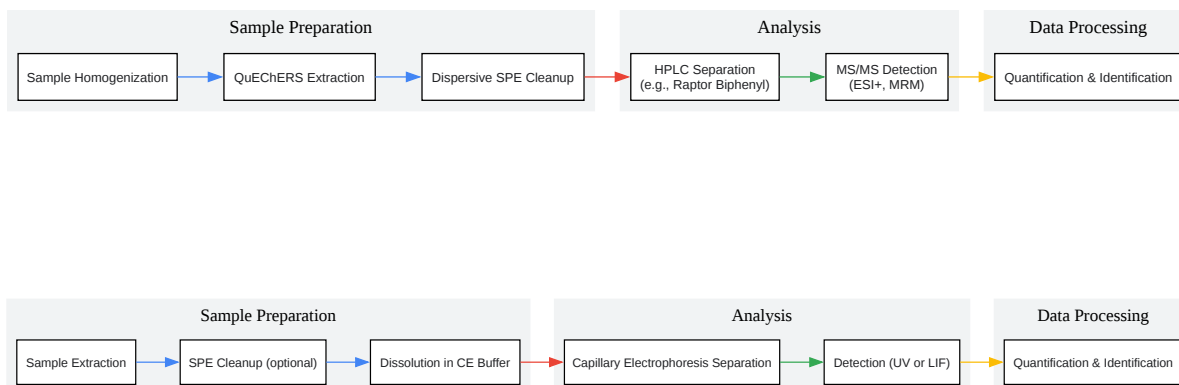 Sample Preparation
Analysis
Data Processing
Sample Homogenization
QuEChERS Extraction
Dispersive SPE Cleanup
HPLC Separation
(e.g., Raptor Biphenyl)
MS/MS Detection
(ESI+, MRM)
Quantification & Identification
Sample Preparation
Analysis
Data Processing
Sample Extraction
SPE Cleanup (optional)
Dissolution in CE Buffer
Capillary Electrophoresis Separation
Detection (UV or LIF)
Quantification & Identification